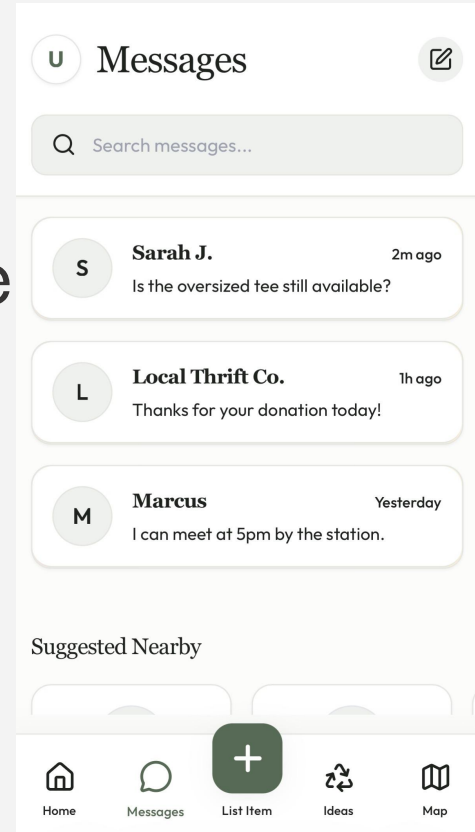 U Messages
Search messages...
S
Sarah J. 2m ago
Is the oversized tee still available?
L
Local Thrift Co. 1h ago
Thanks for your donation today!
M
Marcus Yesterday
I can meet at 5pm by the station.
Suggested Nearby
Home Messages List Item Ideas Map